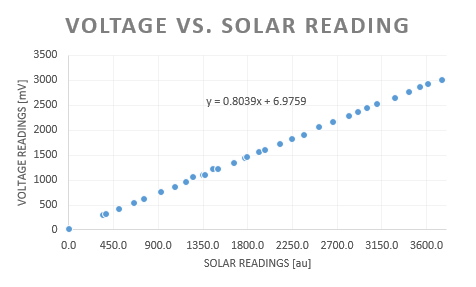 VOLTAGE VS. SOLAR READING
3500
3000
2500
2000
1500
1000
500
0
VOLTAGE READINGS [mV]
y = 0.8039x + 6.9759
0.0 450.0 900.0 1350.0 1800.0 2250.0 2700.0 3150.0 3600.0
SOLAR READINGS [au]